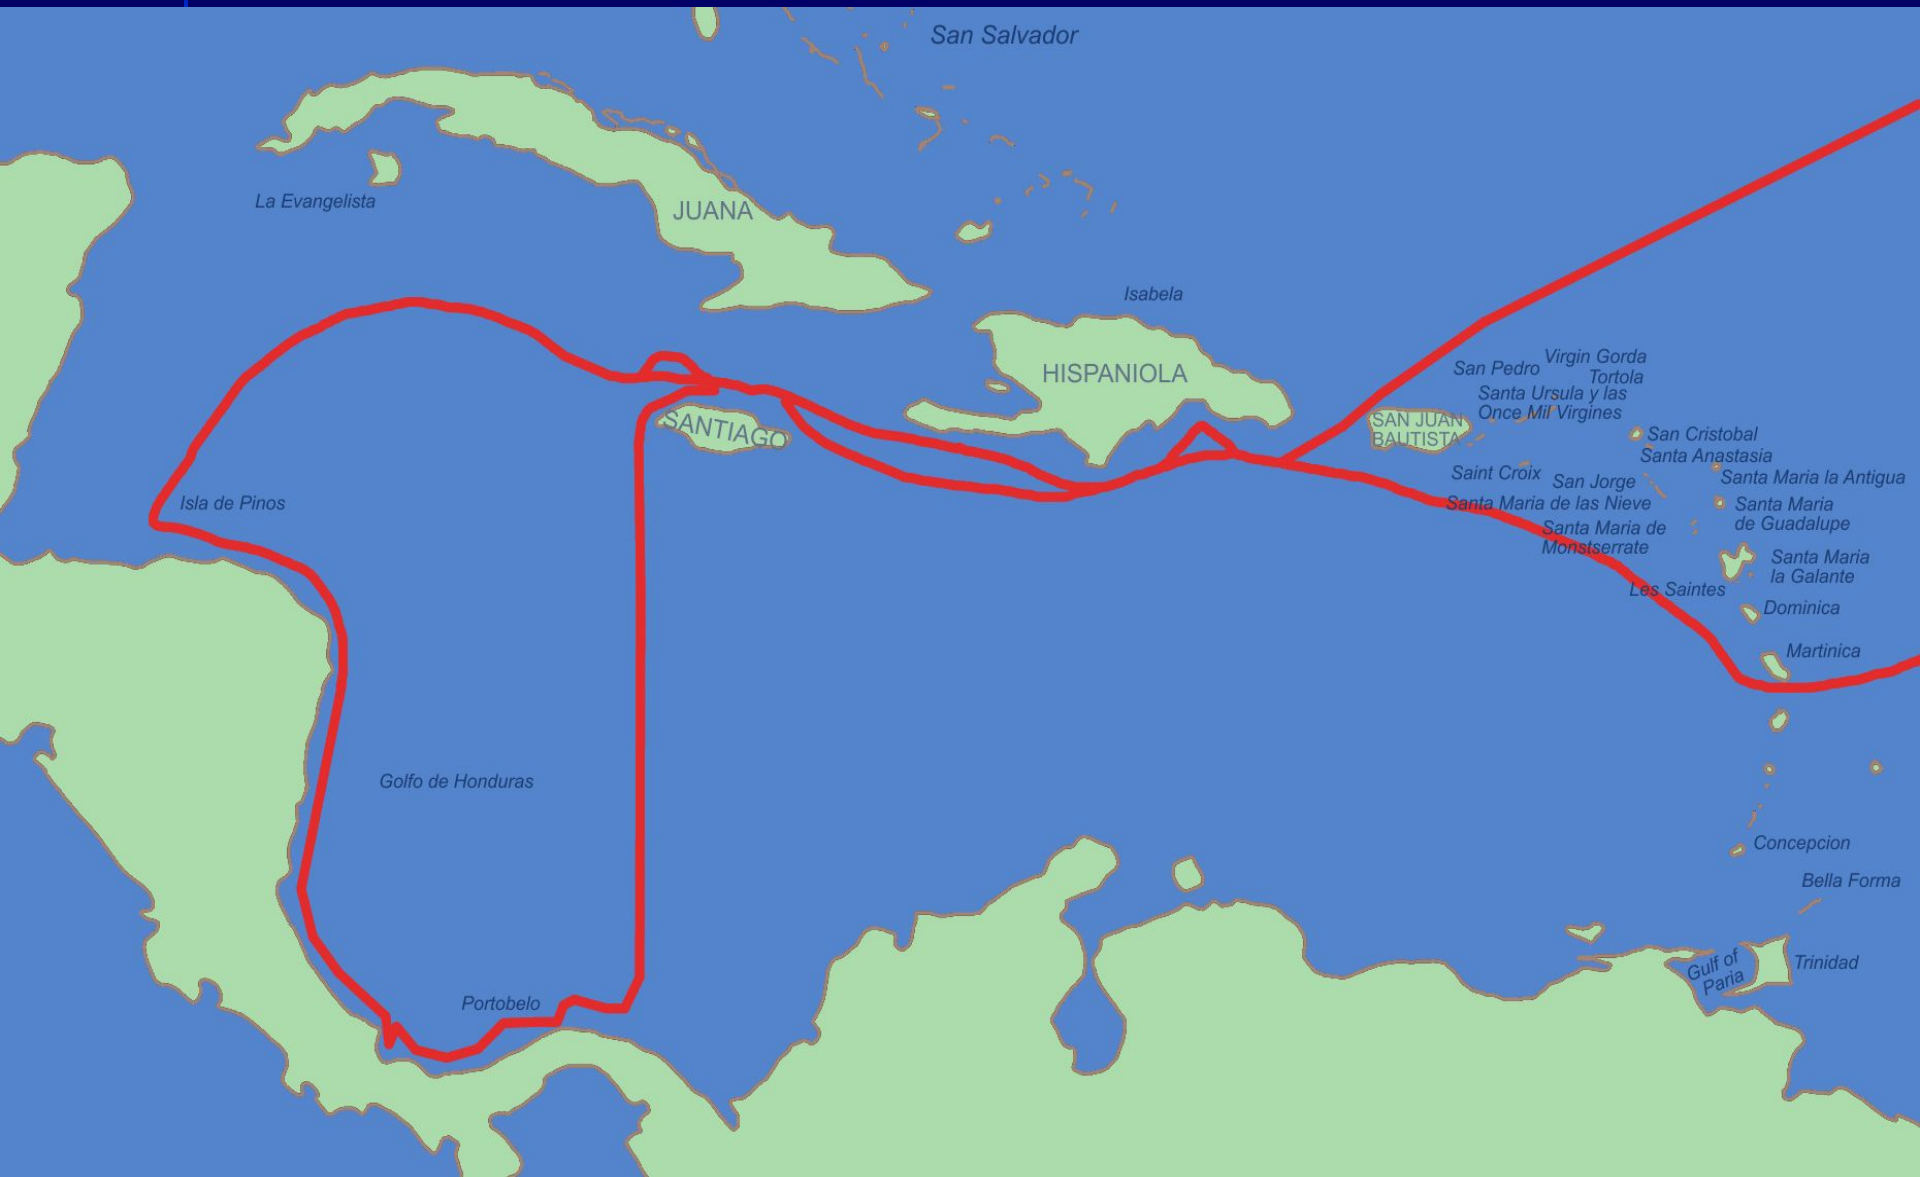 San Salvador
La Evangelista
JUANA
Isabela
HISPANIOLA
Virgin Gorda
San Pedro
Tortola
Santa Ursula y las
Once Mil Virgines
SANTIAGO
SAN JUAN
BAUTISTA
San Cristobal
Santa Anastasia
Saint Croix
San Jorge
Santa Maria la Antigua
Isla de Pinos
Santa Maria de las Nieve
Santa Maria
de Guadalupe
Santa Maria de
Monstserrate
Santa Maria
la Galante
Les Saintes
Dominica
Martinica
Golfo de Honduras
Concepcion
Bella Forma
Gulf of
Paria
Trinidad
Portobelo